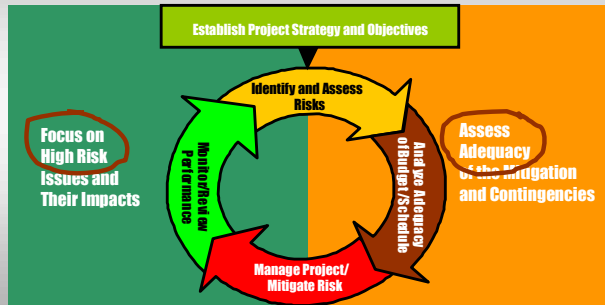 Establish Project Strategy and Objectives
Identify and Assess
Risks
Focus on
High Risk
Issues and
Their Impacts
Assess
Adequacy
of the Mitigation
and Contingencies
Monitor/Review
Performance
Analyze Adequacy
of Budget/Schedule
Manage Project/
Mitigate Risk